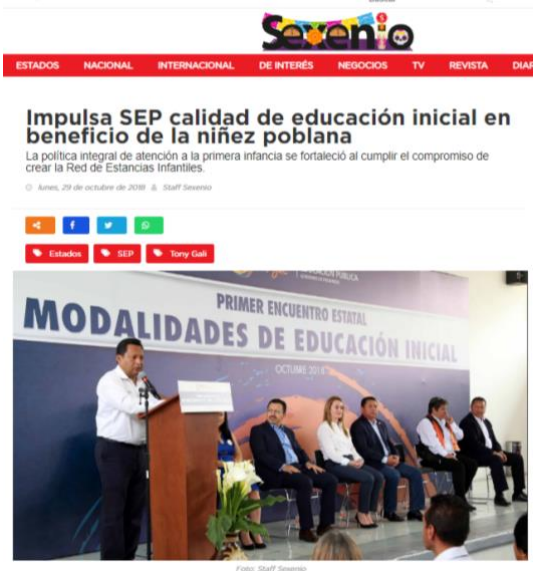 Sexenio
ESTADOS NACIONAL INTERNACIONAL DE INTERÉS NEGOCIOS TV REVISTA DIAR
Impulsa SEP calidad de educación inicial en
beneficio de la niñez poblana
La política integral de atención a la primera infancia se fortaleció al cumplir el compromiso de
crear la Red de Estancias Infantiles.
lunes, 29 de octubre de 2018 Staff Sexenio
Estados SEP Tony Gali
PRIMER ENCUENTRO ESTATAL
MODALIDADES DE EDUCACIÓN INICIAL
OCTUBRE 2018
Foto: Staff Sexenio